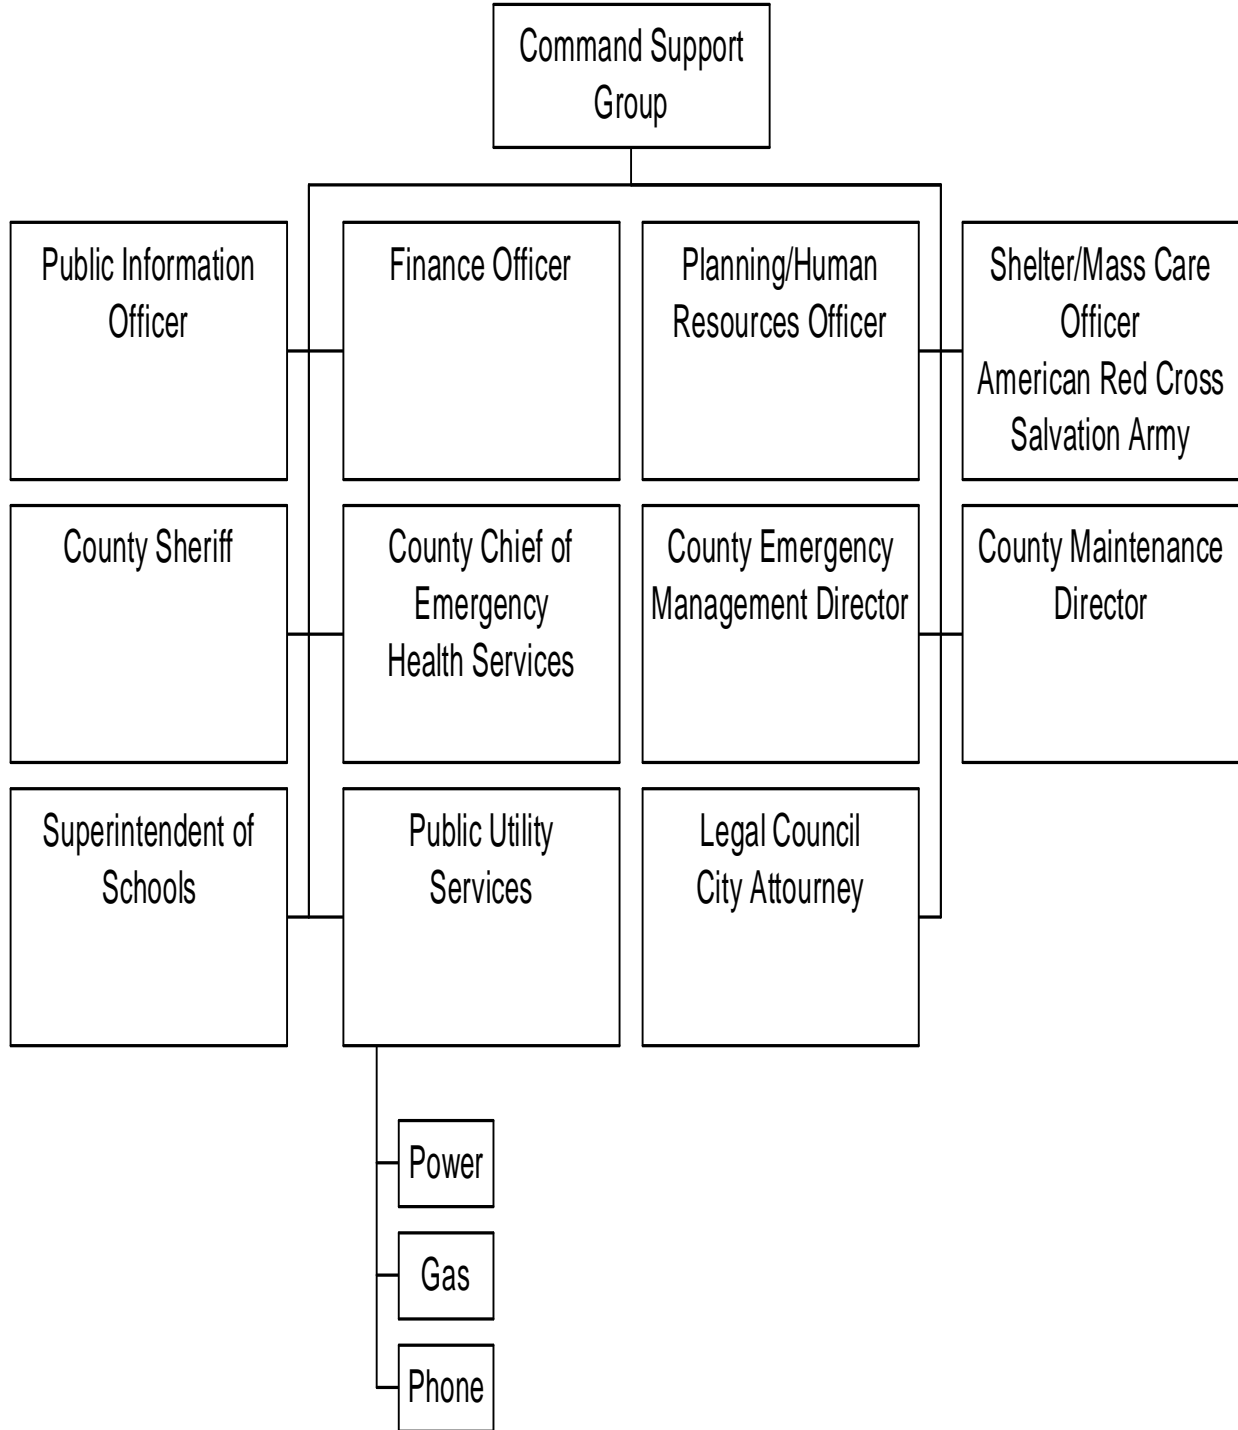 Command Support
Group
Public Information
Officer
Finance Officer
Planning/Human
Resources Officer
Shelter/Mass Care
Officer
American Red Cross
Salvation Army
County Sheriff
County Chief of
Emergency
Health Services
County Emergency
Management Director
County Maintenance
Director
Superintendent of
Schools
Public Utility
Services
Legal Council
City Attourney
Power
Gas
Phone